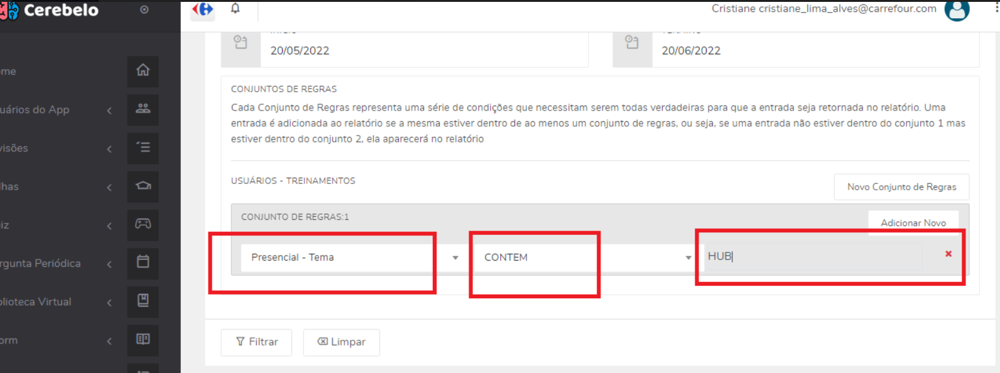 Cerebelo
Cristiane cristiane_lima_alves@carrefour.com
20/05/2022
20/06/2022
CONJUNTOS DE REGRAS
Cada Conjunto de Regras representa uma série de condições que necessitam serem todas verdadeiras para que a entrada seja retornada no relatório. Uma
entrada é adicionada ao relatório se a mesma estiver dentro de ao menos um conjunto de regras, ou seja, se uma entrada não estiver dentro do conjunto 1 mas
estiver dentro do conjunto 2, ela aparecerá no relatório
USUÁRIOS - TREINAMENTOS
Novo Conjunto de Regras
CONJUNTO DE REGRAS:1
Adicionar Novo
Presencial - Tema
CONTEM
HUB
Filtrar
Limpar
ome
uários do App
visões
lhas
iz
rgunta Periódica
blioteca Virtual
orm